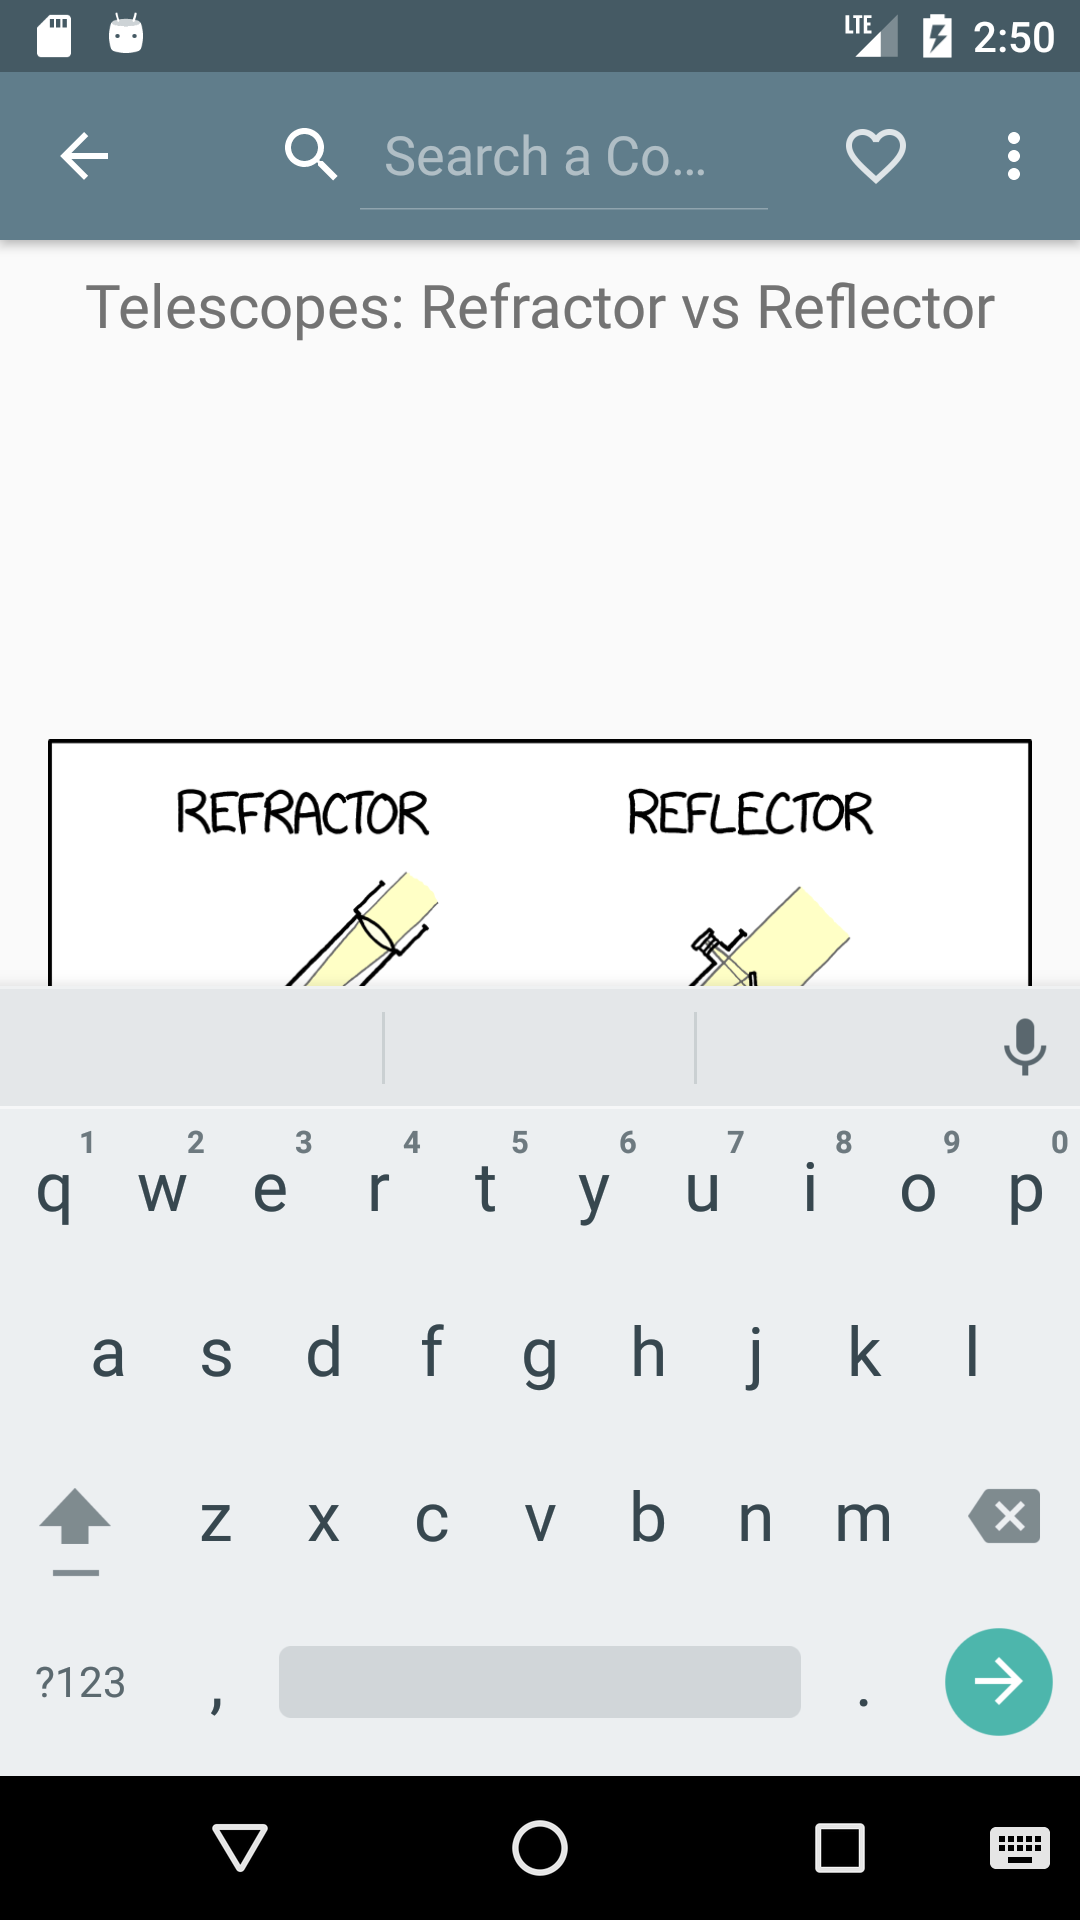 LTE 2:50
Search a Co...
Telescopes: Refractor vs Reflector
REFRACTOR REFLECTOR
1 2 3 4 5 6 7 8 9 0
q w e r t y u i o p
a s d f g h j k l
z x c v b n m
?123 , .